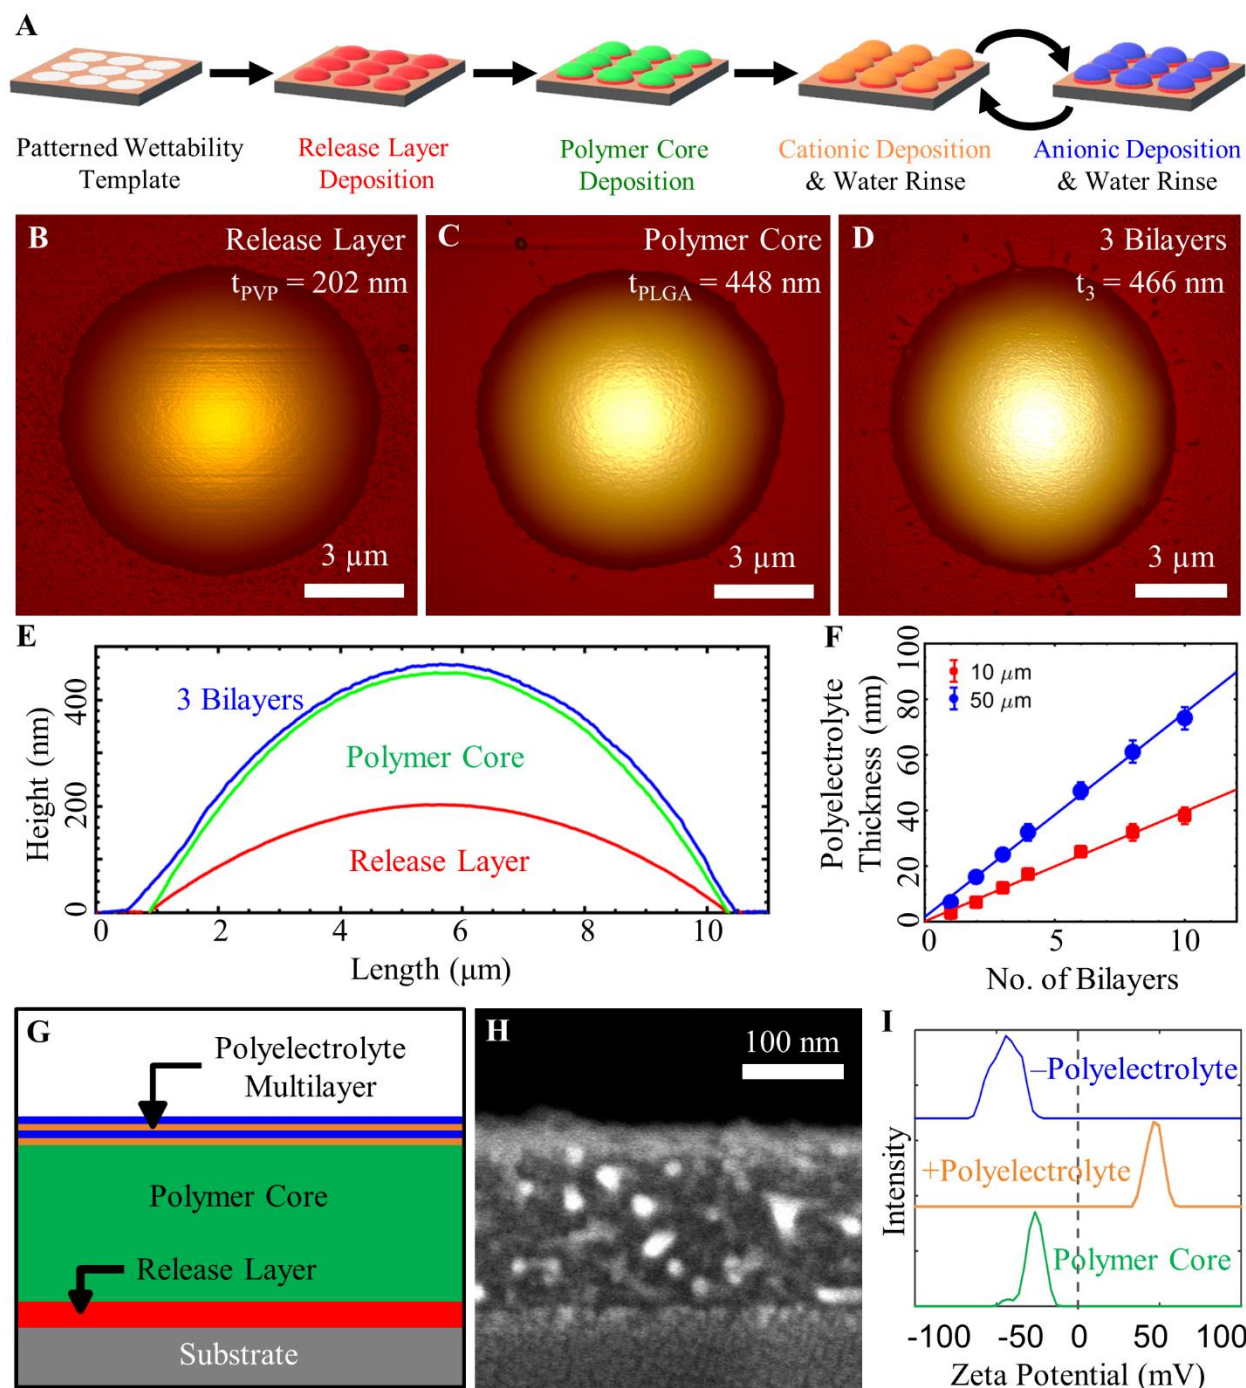 A
Patterned Wettability
Template
Release Layer
Deposition
Polymer Core
Deposition
Cationic Deposition
& Water Rinse
Anionic Deposition
& Water Rinse
B
Release Layer
t_PVP = 202 nm
3 μm
C
Polymer Core
t_PLGA = 448 nm
3 μm
D
3 Bilayers
t_3 = 466 nm
3 μm
E
Height (nm)
400
200
0
3 Bilayers
Polymer Core
Release Layer
0 2 4 6 8 10
Length (μm)
F
Polyelectrolyte
Thickness (nm)
100
80
60
40
20
0
10 μm
50 μm
0 5 10
No. of Bilayers
G
Polyelectrolyte
Multilayer
Polymer Core
Release Layer
Substrate
H
100 nm
I
Intensity
–Polyelectrolyte
+Polyelectrolyte
Polymer Core
-100 -50 0 50 100
Zeta Potential (mV)